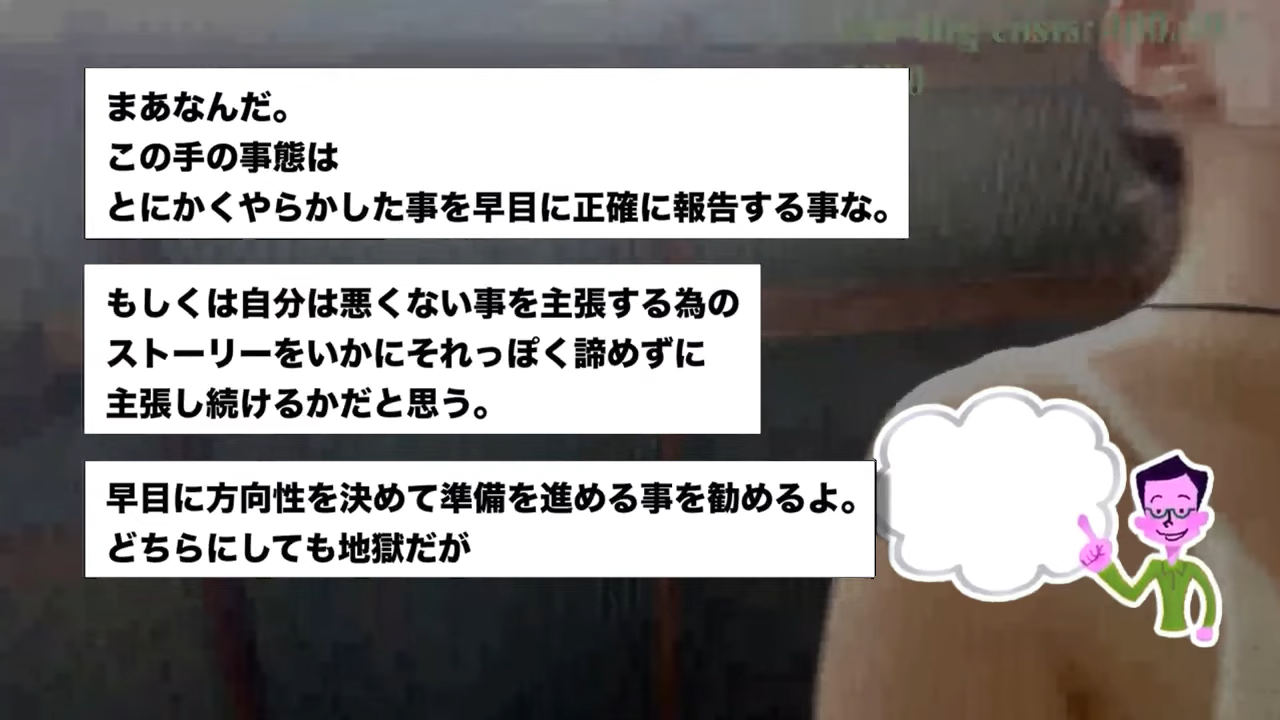 まあなんだ。
この手の事態は
とにかくやらかした事を早目に正確に報告する事な。
もしくは自分は悪くない事を主張する為の
ストーリーをいかにそれっぽく諦めずに
主張し続けるかだと思う。
早目に方向性を決めて準備を進める事を勧めるよ。
どちらにしても地獄だが